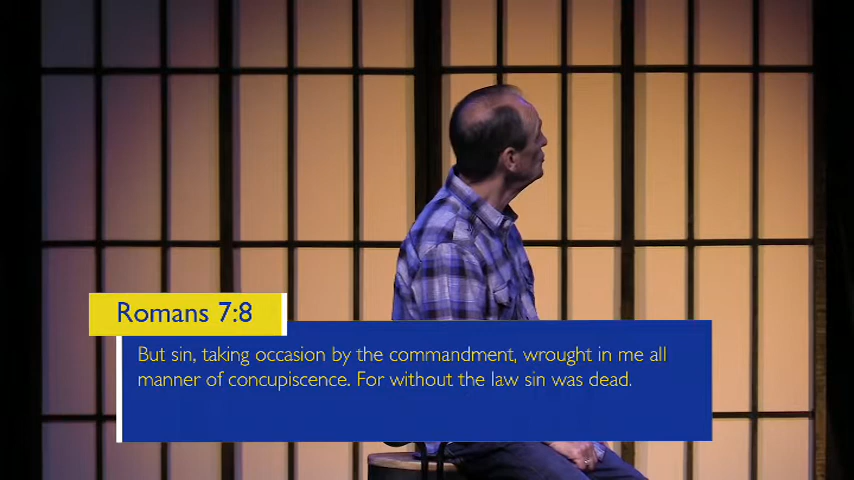 Romans 7:8
But sin, taking occasion by the commandment, wrought in me all
manner of concupiscence. For without the law sin was dead.